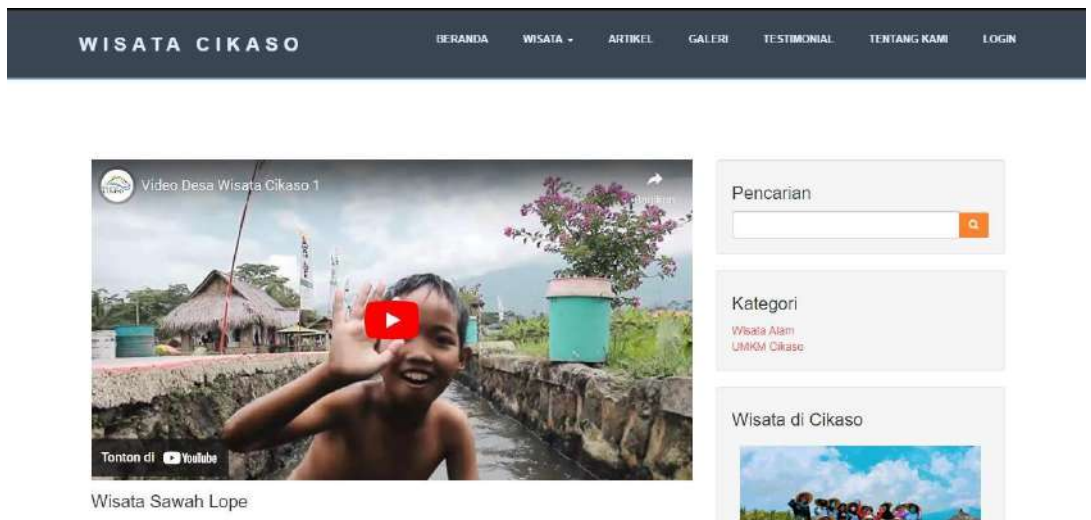 WISATA CIKASO
BERANDA WISATA ARTIKEL GALERI TESTIMONIAL TENTANG KAMI LOGIN
Video Desa Wisata Cikaso 1
Tonton di YouTube
Wisata Sawah Lope
Pencarian
Kategori
Wisata Alam
UMKM Cikaso
Wisata di Cikaso